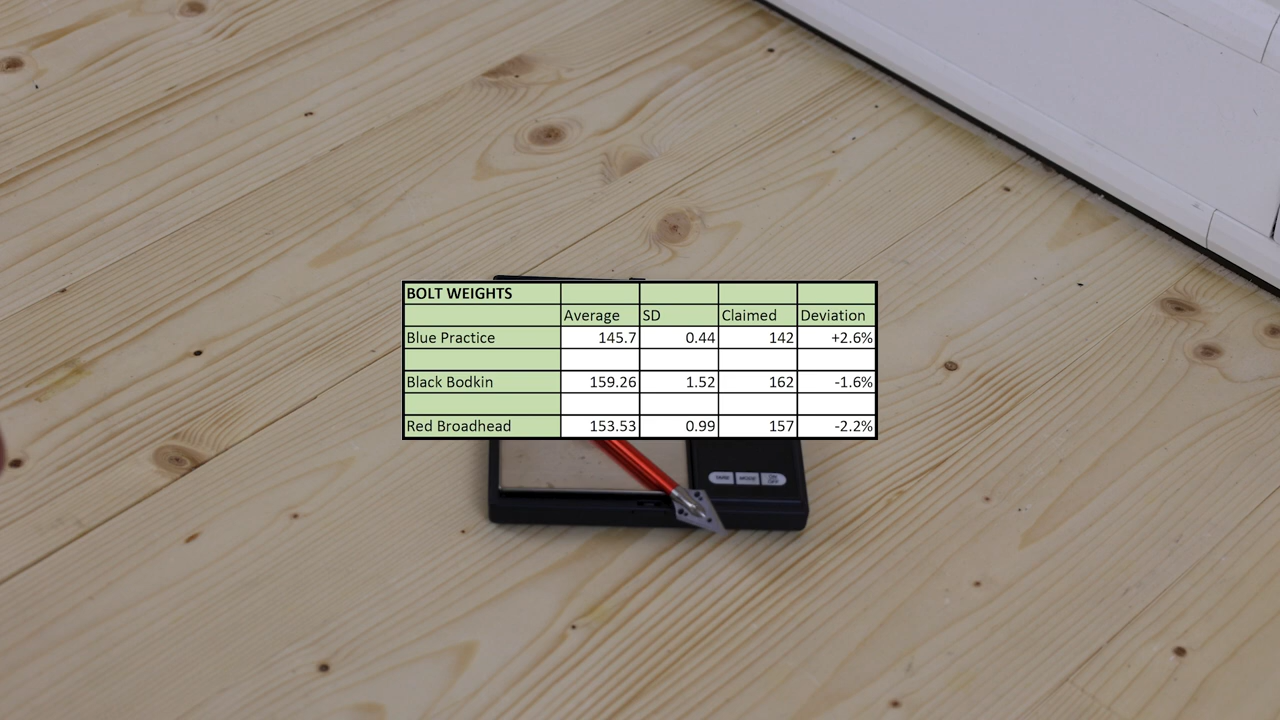 BOLT WEIGHTS
Average SD Claimed Deviation
Blue Practice 145.7 0.44 142 +2.6%
Black Bodkin 159.26 1.52 162 -1.6%
Red Broadhead 153.53 0.99 157 -2.2%
MODE